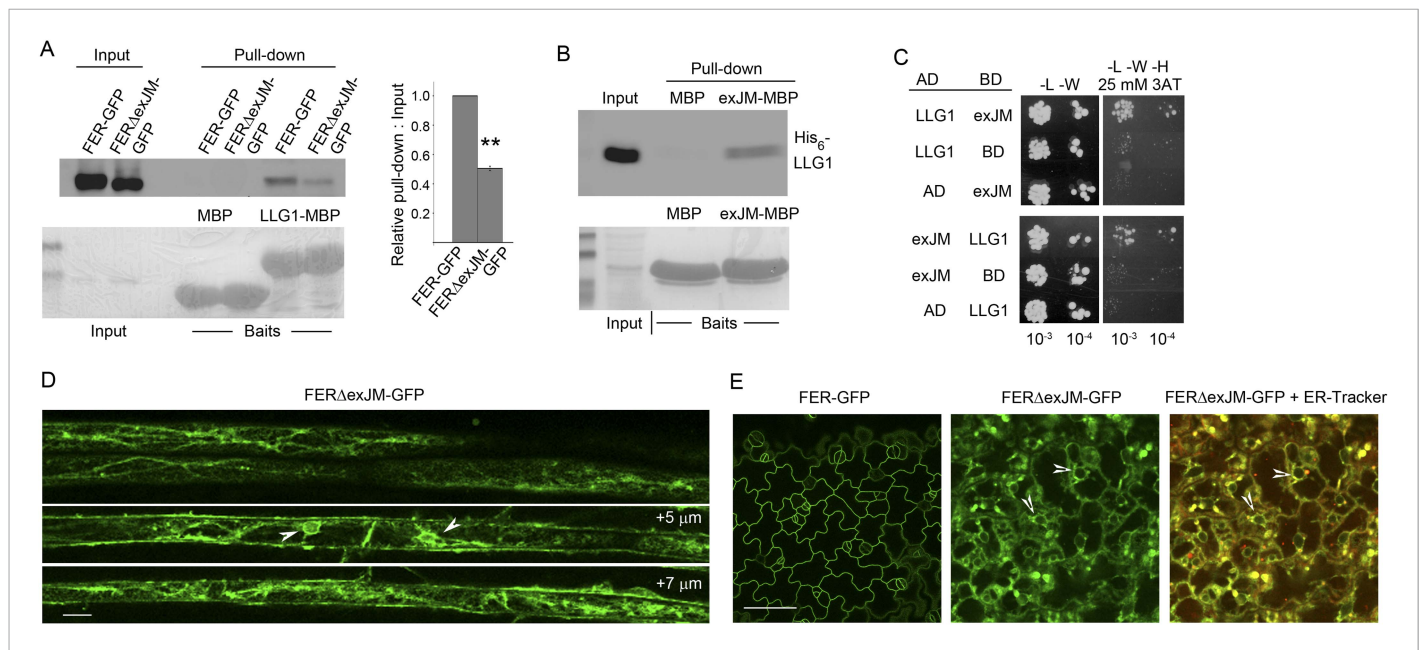 A
Input
Pull-down
FER-GFP
FERΔexJM-
GFP
FER-GFP
FERΔexJM-
GFP
FER-GFP
FERΔexJM-
GFP
MBP
LLG1-MBP
Input
Baits
Relative pull-down : Input
1.0
0.8
0.6
0.4
0.2
**
FER-GFP
FERΔexJM-
GFP
B
Pull-down
Input
MBP
exJM-MBP
His6-
LLG1
MBP
exJM-MBP
Input
Baits
C
AD
BD
-L -W
-L -W -H
25 mM 3AT
LLG1
exJM
LLG1
BD
AD
exJM
exJM
LLG1
exJM
BD
AD
LLG1
10-3
10-4
10-3
10-4
D
FERΔexJM-GFP
+5 μm
+7 μm
E
FER-GFP
FERΔexJM-GFP
FERΔexJM-GFP + ER-Tracker